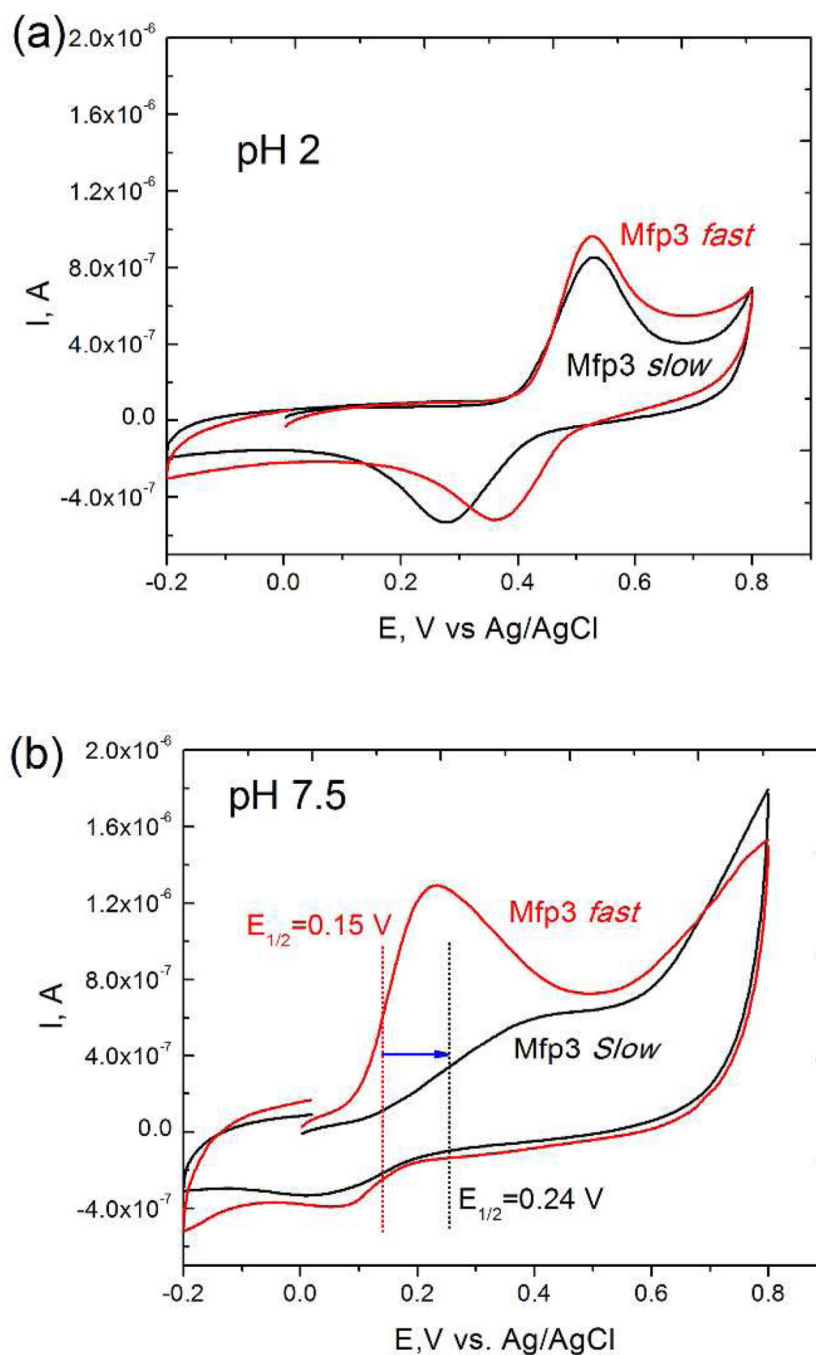 (a)
2.0x10-6
1.6x10-6
pH 2
1.2x10-6
Mfp3 fast
8.0x10-7
I, A
4.0x10-7
Mfp3 slow
0.0
-4.0x10-7
-0.2 0.0 0.2 0.4 0.6 0.8
E, V vs Ag/AgCl
(b)
2.0x10-6
pH 7.5
1.6x10-6
1.2x10-6
Mfp3 fast
E1/2=0.15 V
8.0x10-7
I, A
4.0x10-7
Mfp3 Slow
0.0
E1/2=0.24 V
-4.0x10-7
-0.2 0.0 0.2 0.4 0.6 0.8
E,V vs. Ag/AgCl